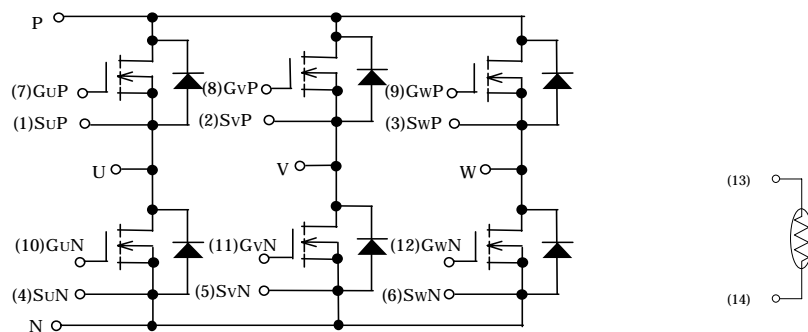 P
(7)GUP
(8)GVP
(9)GWP
(1)SUP
(2)SVP
(3)SWP
U
V
W
(13)
(10)GUN
(11)GVN
(12)GWN
(4)SUN
(5)SVN
(6)SWN
(14)
N